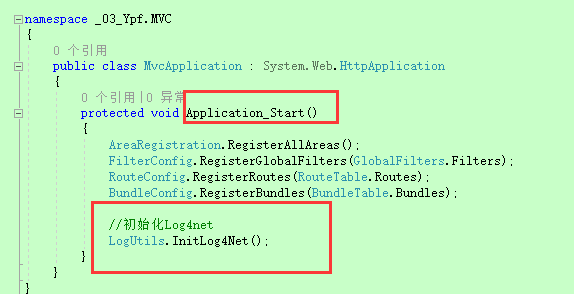 namespace _03_Ypf.MVC
{
0 个引用
public class MvcApplication : System.Web.HttpApplication
{
0 个引用|0 异常
protected void Application_Start()
{
AreaRegistration.RegisterAllAreas();
FilterConfig.RegisterGlobalFilters(GlobalFilters.Filters);
RouteConfig.RegisterRoutes(RouteTable.Routes);
BundleConfig.RegisterBundles(BundleTable.Bundles);
//初始化Log4net
LogUtils.InitLog4Net();
}
}
}